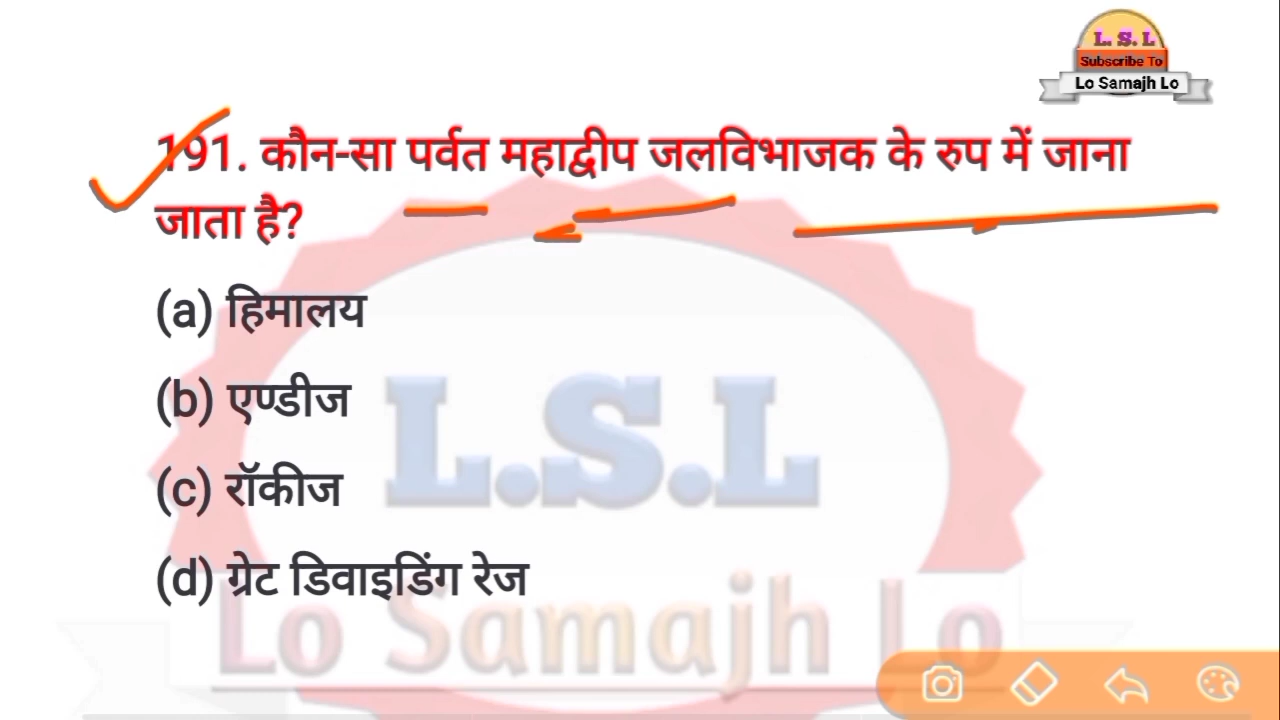 L. S. L
Subscribe To
Lo Samajh Lo
191. कौन-सा पर्वत महाद्वीप जलविभाजक के रुप में जाना
जाता है?
(a) हिमालय
(b) एण्डीज
(c) रॉकीज
(d) ग्रेट डिवाइडिंग रेज
L.S.L
Lo Samajh Lo